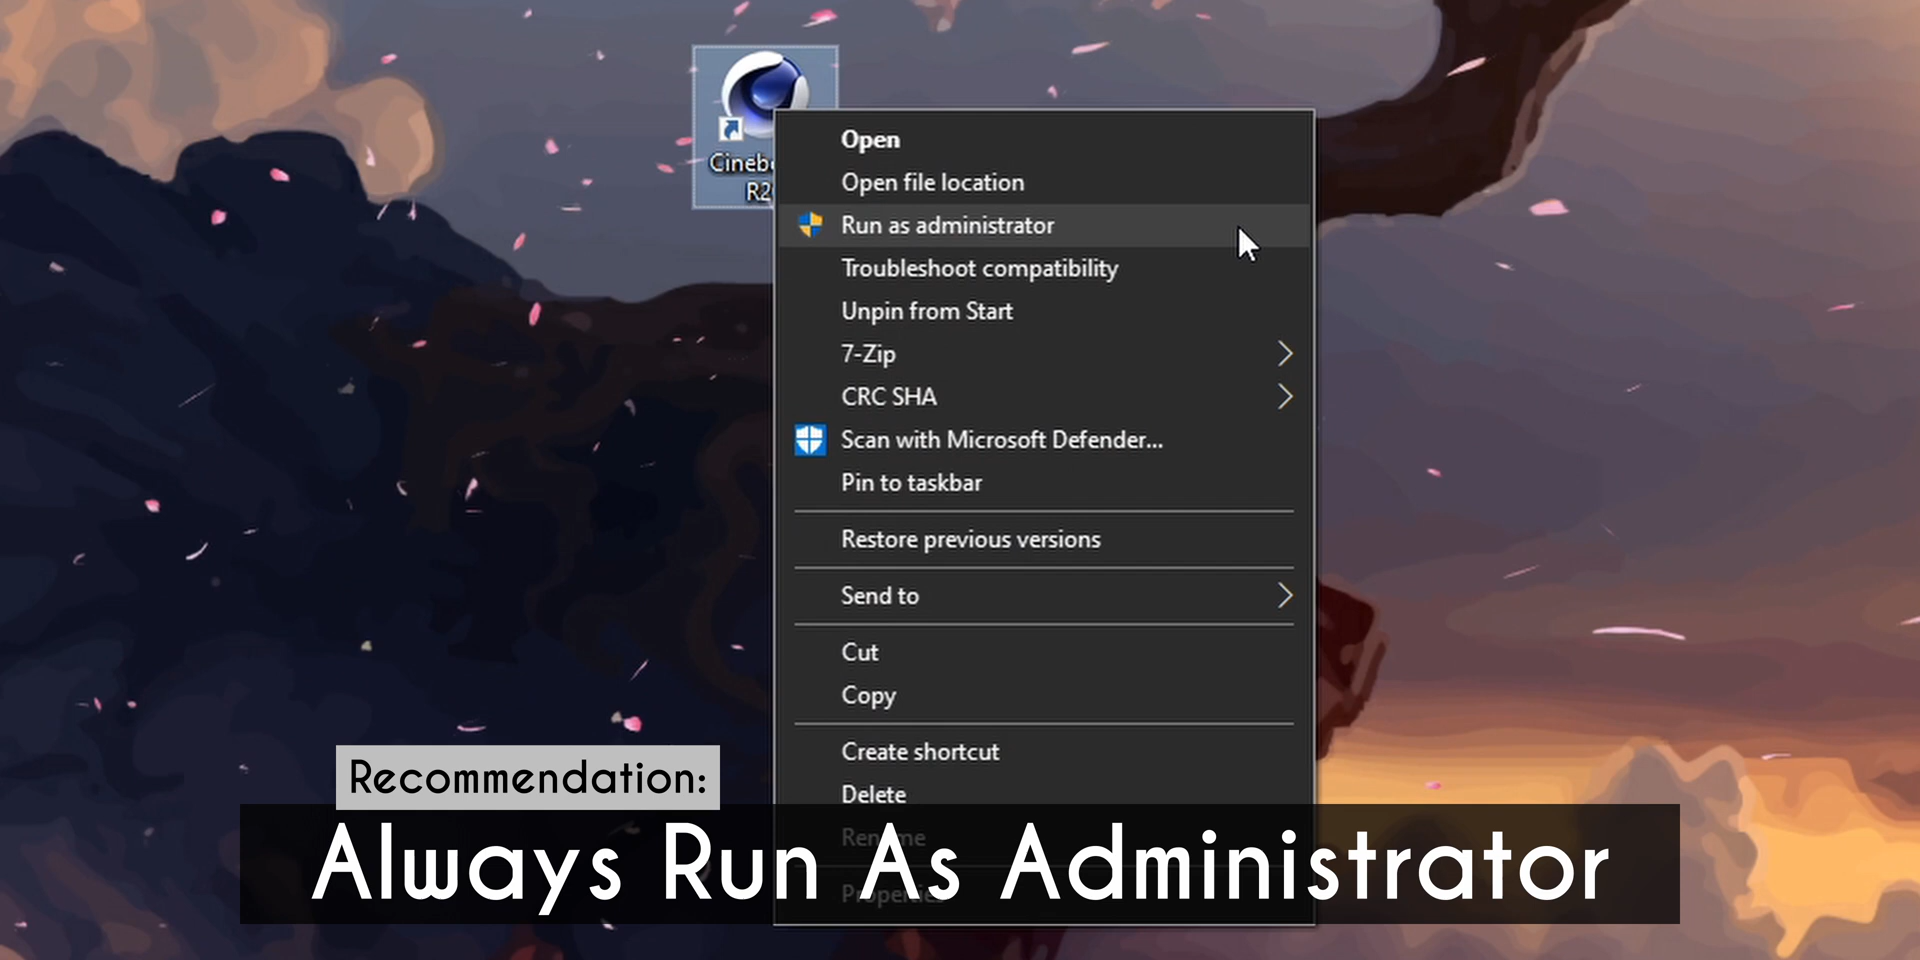 Open
Open file location
Run as administrator
Troubleshoot compatibility
Unpin from Start
7-Zip
CRC SHA
Scan with Microsoft Defender...
Pin to taskbar
Restore previous versions
Send to
Cut
Copy
Create shortcut
Delete
Rename
Properties
Recommendation:
Always Run As Administrator